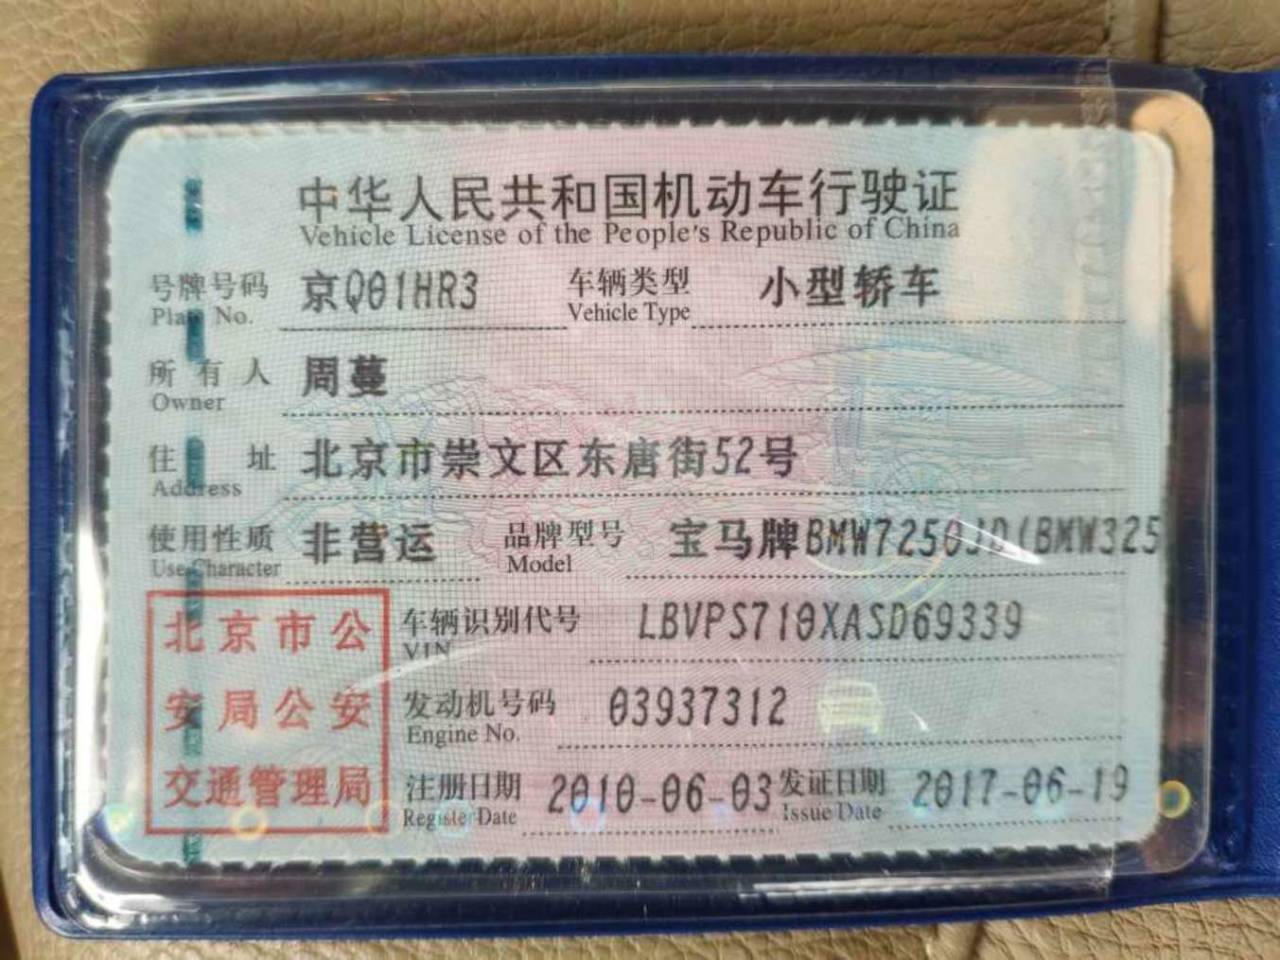 中华人民共和国机动车行驶证
Vehicle License of the People's Republic of China
号牌号码 京Q01HR3 车辆类型 小型轿车
Plate No. Vehicle Type
所有人 周蔓
Owner
住址 北京市崇文区东唐街52号
Address
使用性质 非营运 品牌型号 宝马牌BMW7250JD(BMW325
Use Character Model
北京市公
安局公安
交通管理局
车辆识别代号 LBVPS710XASD69339
VIN
发动机号码 03937312
Engine No.
注册日期 2010-06-03 发证日期 2017-06-19
Register Date Issue Date